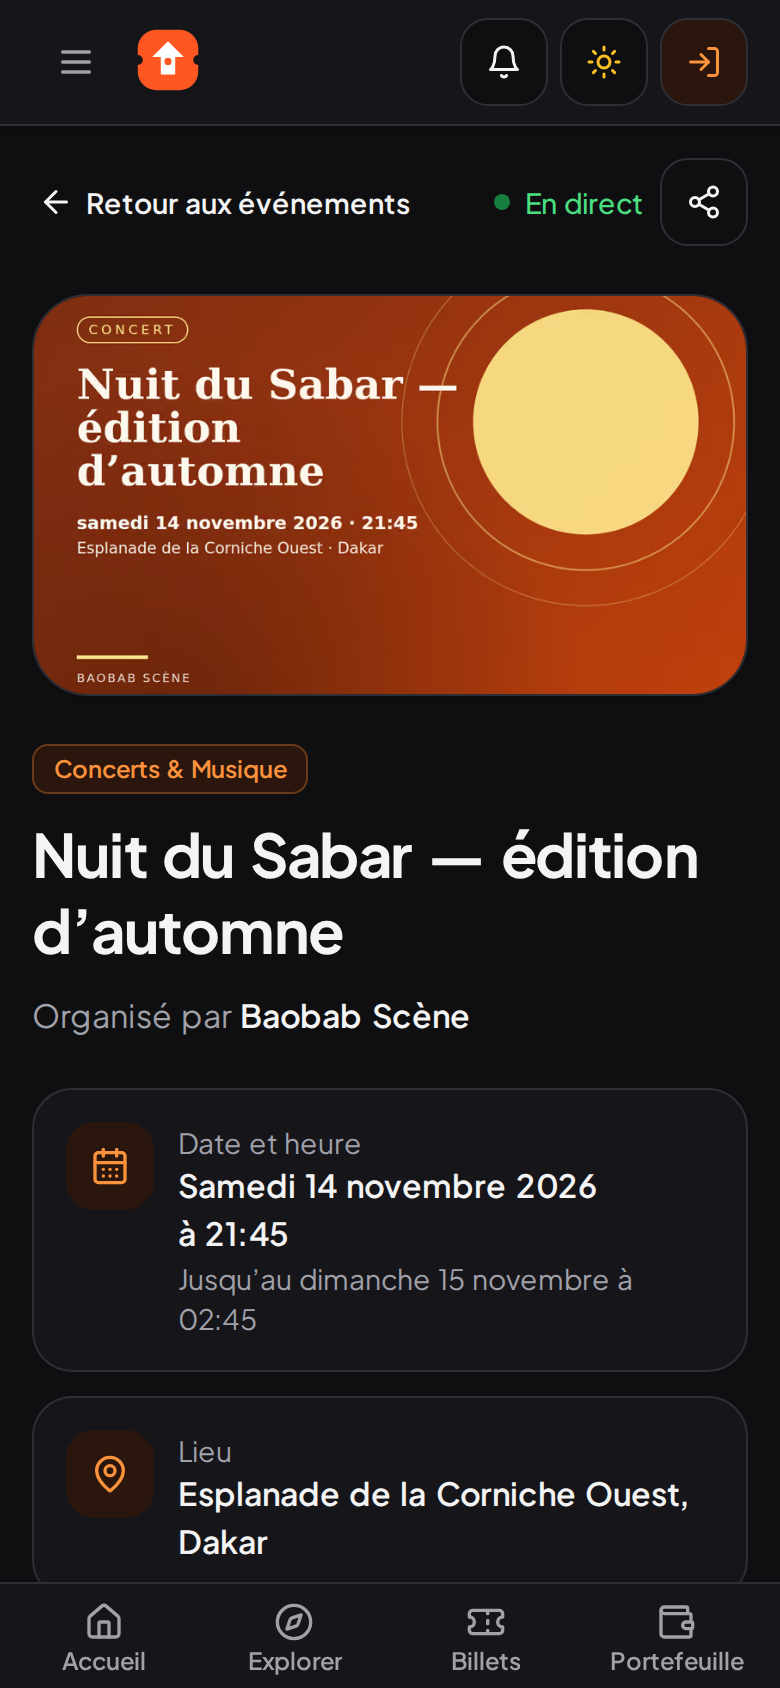 Retour aux événements
En direct
CONCERT
Nuit du Sabar —
édition
d’automne
samedi 14 novembre 2026 · 21:45
Esplanade de la Corniche Ouest · Dakar
BAOBAB SCÈNE
Concerts & Musique
Nuit du Sabar — édition
d’automne
Organisé par Baobab Scène
Date et heure
Samedi 14 novembre 2026
à 21:45
Jusqu’au dimanche 15 novembre à
02:45
Lieu
Esplanade de la Corniche Ouest,
Dakar
Accueil
Explorer
Billets
Portefeuille